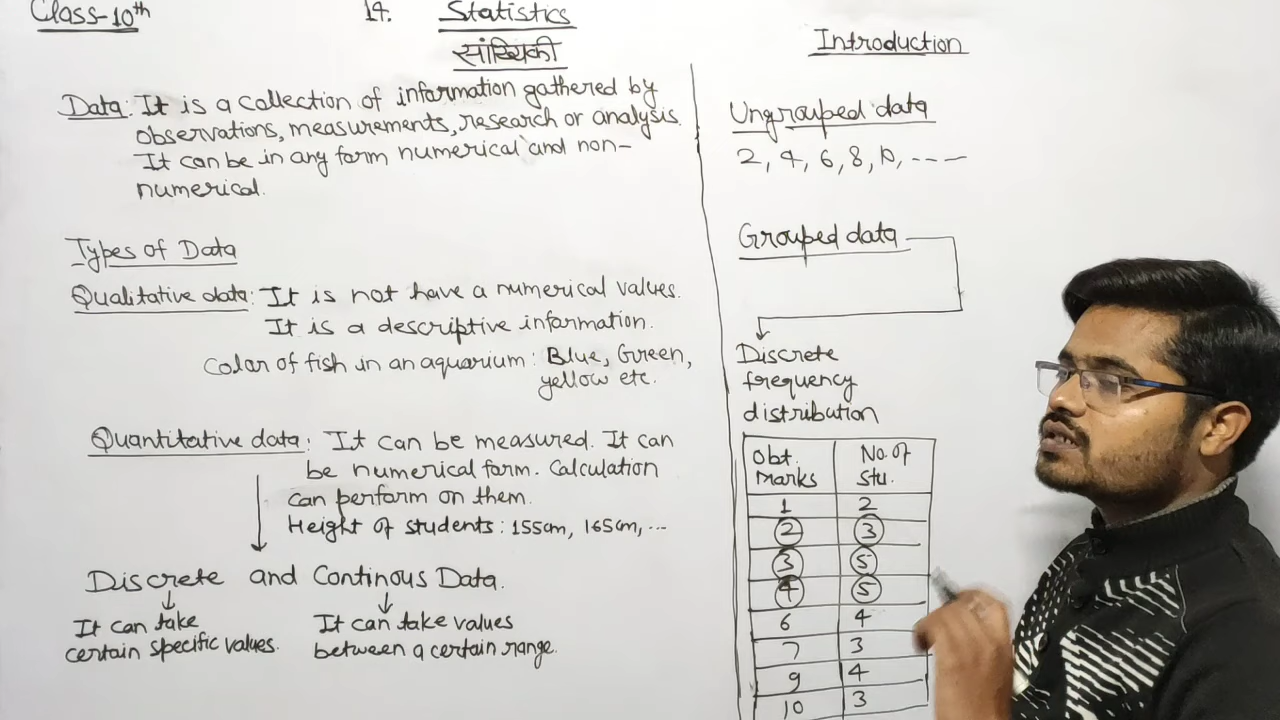 Class-10th
14. Statistics
सांख्यिकी
Data: It is a collection of information gathered by
observations, measurements, research or analysis.
It can be in any form numerical and non-
numerical.
Types of Data
Qualitative data: It is not have a numerical values.
It is a descriptive information.
Color of fish in an aquarium: Blue, Green,
yellow etc.
Quantitative data: It can be measured. It can
be numerical form. Calculation
can perform on them.
Height of students: 155cm, 165cm, ...
Discrete and Continous Data.
It can take
certain specific values.
It can take values
between a certain range.
Introduction
Ungrouped data
2, 4, 6, 8, 10, ---
Grouped data
Discrete
frequency
distribution
Obt. Marks No. of Stu.
1 2
2 3
3 5
4 5
6 4
7 3
9 4
10 3